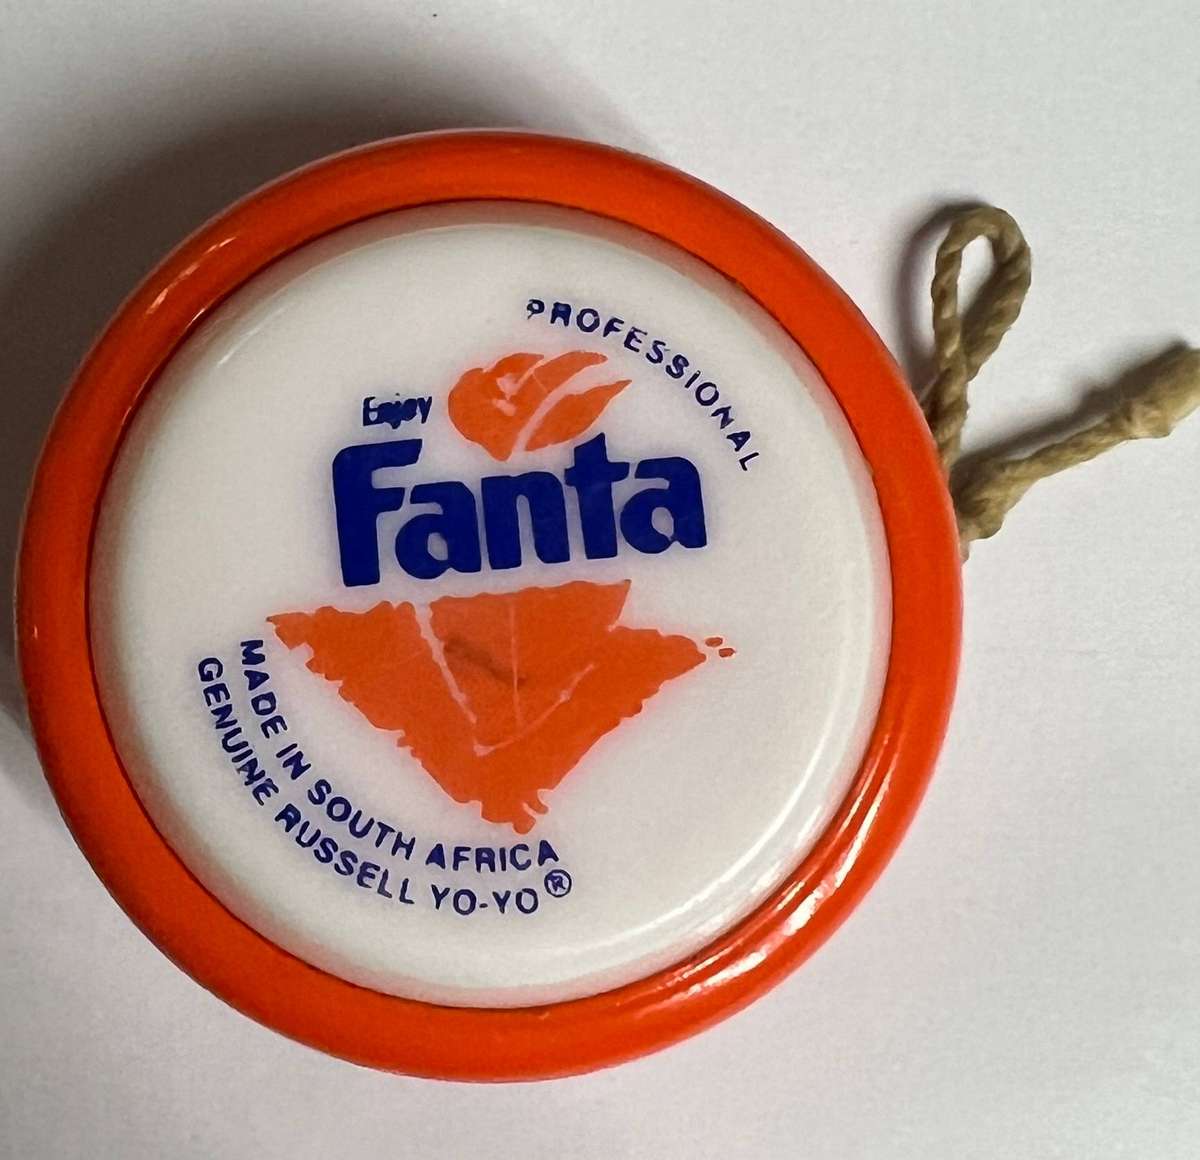 PROFESSIONAL
Enjoy
Fanta
MADE IN SOUTH AFRICA
GENUINE RUSSELL YO-YO®